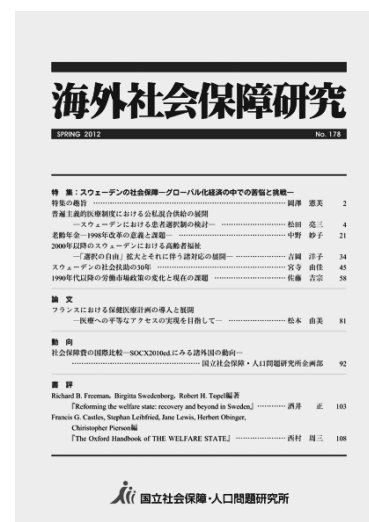 海外社会保障研究
SPRING 2012 No. 178
特 集：スウェーデンの社会保障―グローバル化経済の中での苦悩と挑戦―
特集の趣旨 ………… 岡澤 憲芙 2
普遍主義的医療制度における公私混合供給の展開
―スウェーデンにおける患者選択制の検討― ………… 松田 亮三 4
老齢年金―1998年改革の意義と課題― ………… 中野 妙子 21
2000年以降のスウェーデンにおける高齢者福祉
―「選択の自由」拡大とそれに伴う諸対応の展開― ………… 吉岡 洋子 34
スウェーデンの社会扶助の30年 ………… 宮寺 由佳 45
1990年代以降の労働市場政策の変化と現在の課題 ………… 佐藤 吉宗 58
論 文
フランスにおける保健医療計画の導入と展開
―医療への平等なアクセスの実現を目指して― ………… 松本 由美 81
動 向
社会保障費の国際比較―SOCX2010ed.にみる諸外国の動向―
………… 国立社会保障・人口問題研究所企画部 92
書 評
Richard B. Freeman, Birgitta Swedenborg, Robert H. Topel編著
『Reforming the welfare state: recovery and beyond in Sweden』 ………… 酒井 正 103
Francis G. Castles, Stephan Leibfried, Jane Lewis, Herbert Obinger,
Christopher Pierson編
『The Oxford Handbook of THE WELFARE STATE』 ………… 西村 周三 108
国立社会保障・人口問題研究所